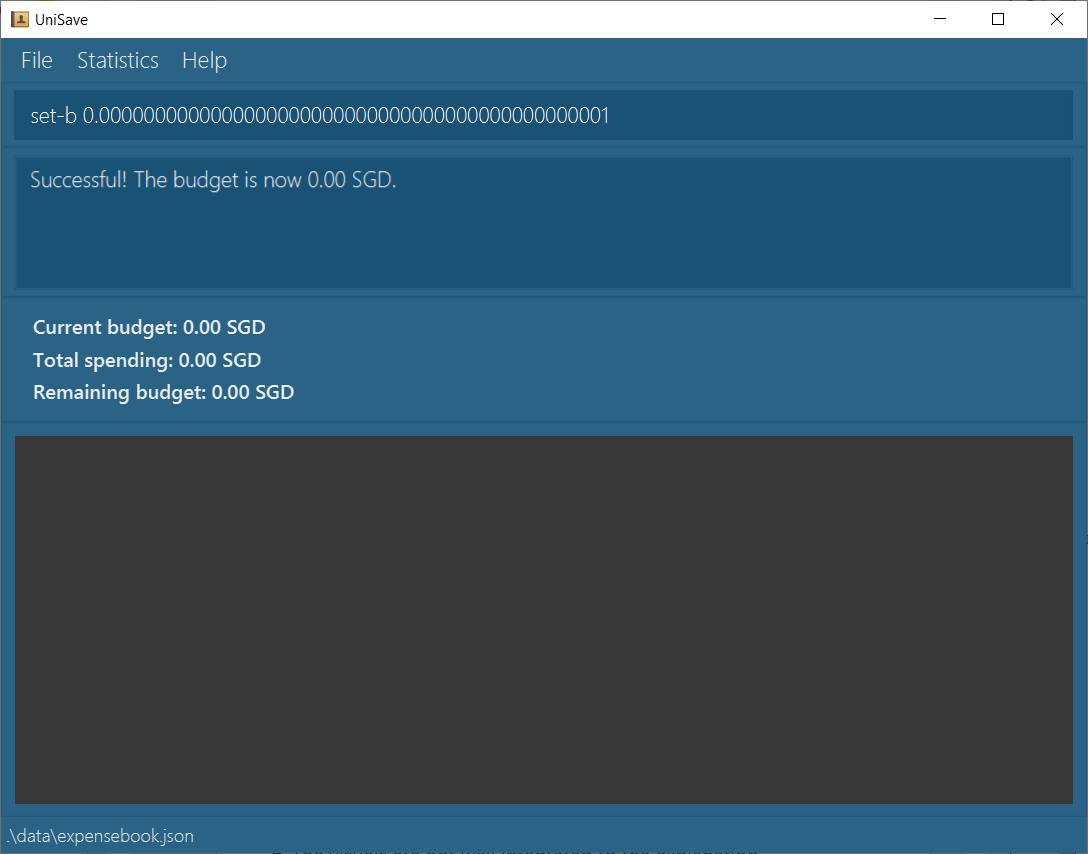 UniSave
File Statistics Help
set-b 0.0000000000000000000000000000000000000000000001
Successful! The budget is now 0.00 SGD.
Current budget: 0.00 SGD
Total spending: 0.00 SGD
Remaining budget: 0.00 SGD
.\data\expensebook.json